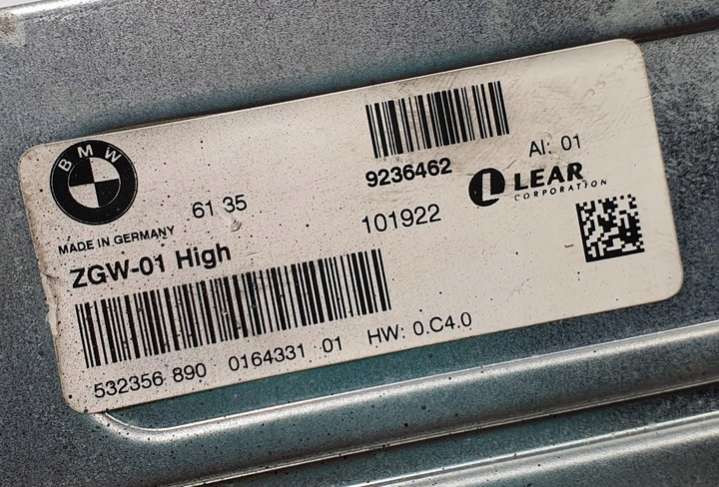 BMW
MADE IN GERMANY
61 35
9236462
101922
AI: 01
LEAR
CORPORATION
ZGW-01 High
532356 890 0164331 01 HW: 0.C4.0